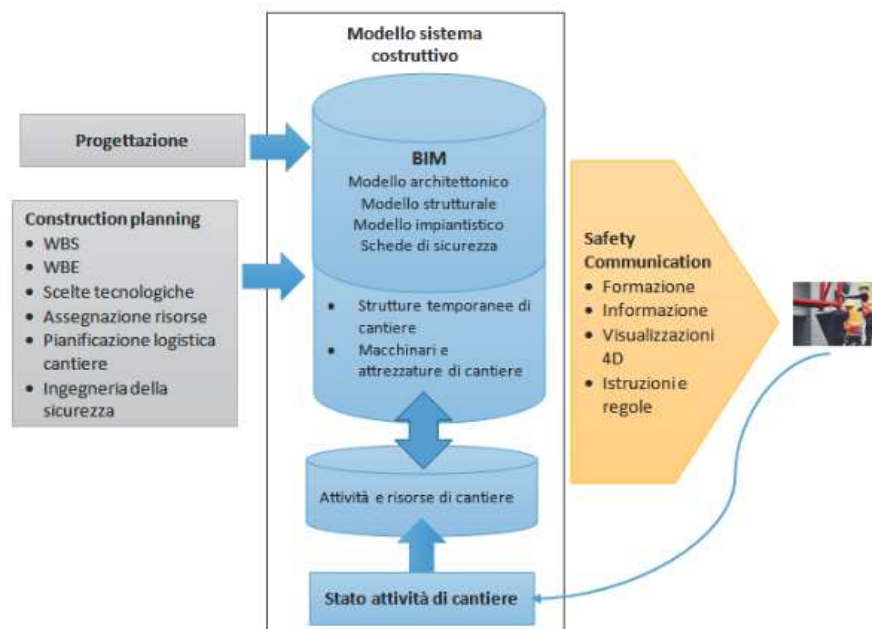 Modello sistema
costruttivo
Progettazione
BIM
Modello architettonico
Modello strutturale
Modello impiantistico
Schede di sicurezza
Construction planning
• WBS
• WBE
• Scelte tecnologiche
• Assegnazione risorse
• Pianificazione logistica
cantiere
• Ingegneria della
sicurezza
• Strutture temporanee di
cantiere
• Macchinari e
attrezzature di cantiere
Safety
Communication
• Formazione
• Informazione
• Visualizzazioni
4D
• Istruzioni e
regole
Attività e risorse di cantiere
Stato attività di cantiere